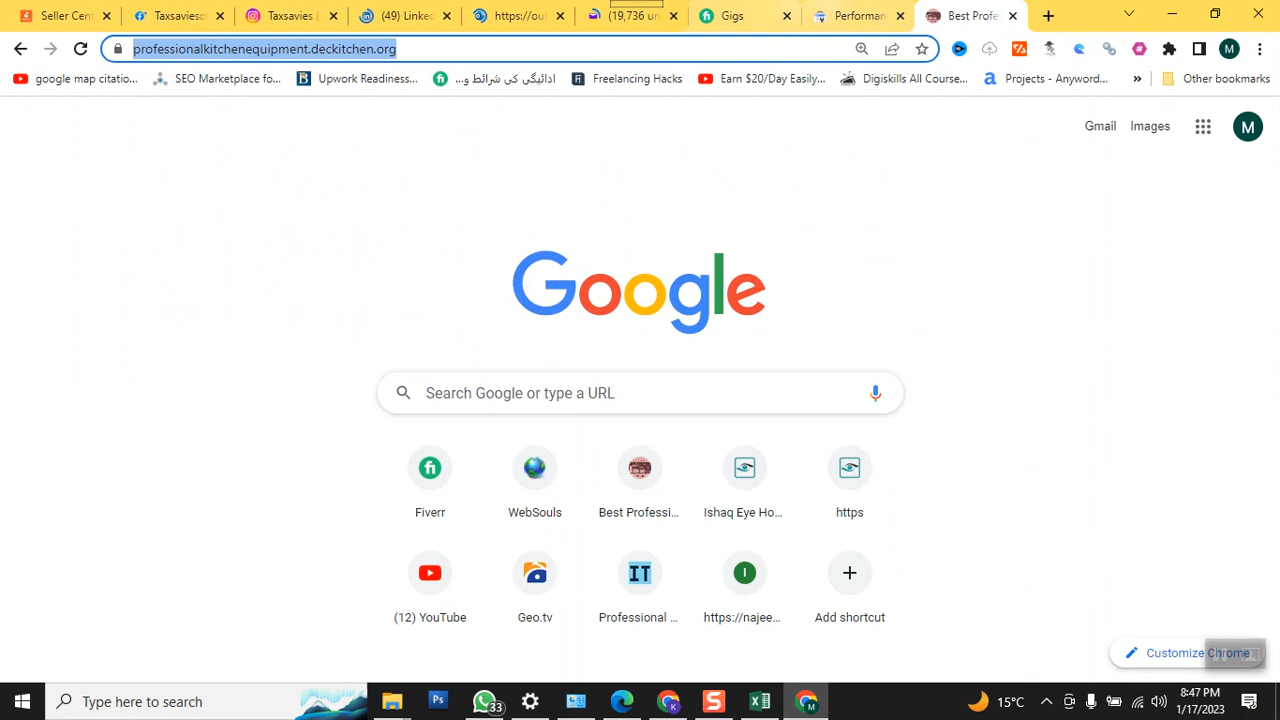 Seller Cent
Taxsavieso
Taxsavies (
(49) Linked
https://out
(19,736 un
Gigs
Performan
Best Profe
professionalkitchenequipment.deckitchen.org
M
google map citatio...
SEO Marketplace fo...
Upwork Readiness...
ادائیگی کی شرائط و...
Freelancing Hacks
Earn $20/Day Easily...
Digiskills All Course...
Projects - Anyword...
»
Other bookmarks
Gmail
Images
M
Google
Search Google or type a URL
Fiverr
WebSouls
Best Professi...
Ishaq Eye Ho...
https
(12) YouTube
Geo.tv
Professional ...
https://najee...
Add shortcut
Customize Chrome
Type here to search
33
15°C
8:47 PM
1/17/2023